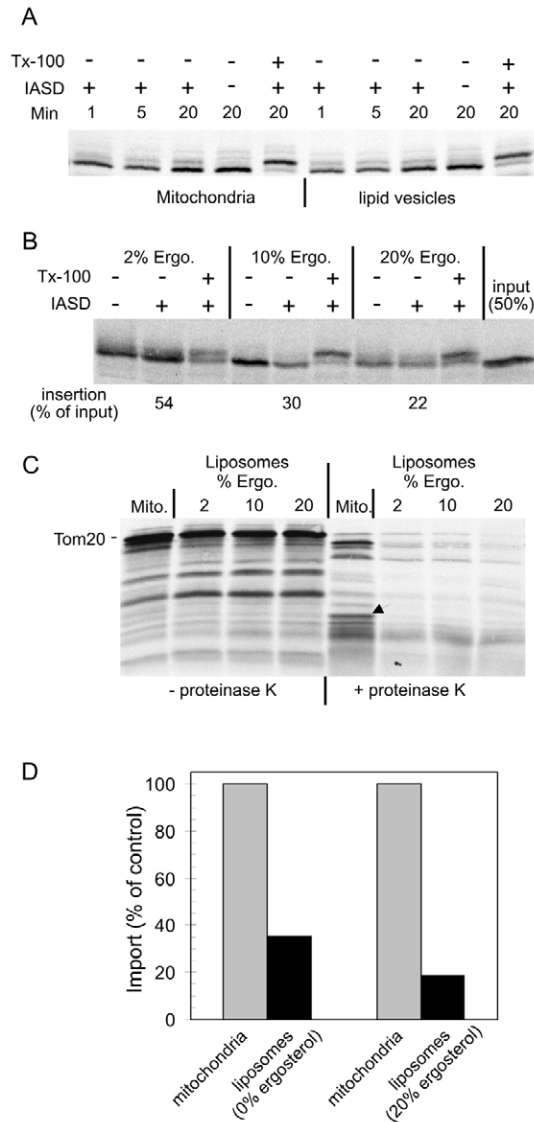 A
Tx-100 - - - - + - - - - +
IASD + + + - + + + + - +
Min 1 5 20 20 20 1 5 20 20 20
Mitochondria lipid vesicles
B
2% Ergo. 10% Ergo. 20% Ergo.
Tx-100 - - + - - + - - + input
IASD - + + - + + - + + (50%)
insertion
(% of input) 54 30 22
C
Liposomes Liposomes
% Ergo. % Ergo.
Mito. 2 10 20 Mito. 2 10 20
Tom20 -
- proteinase K + proteinase K
D
Import (% of control)
100
80
60
40
20
0
mitochondria
liposomes
(0% ergosterol)
mitochondria
liposomes
(20% ergosterol)